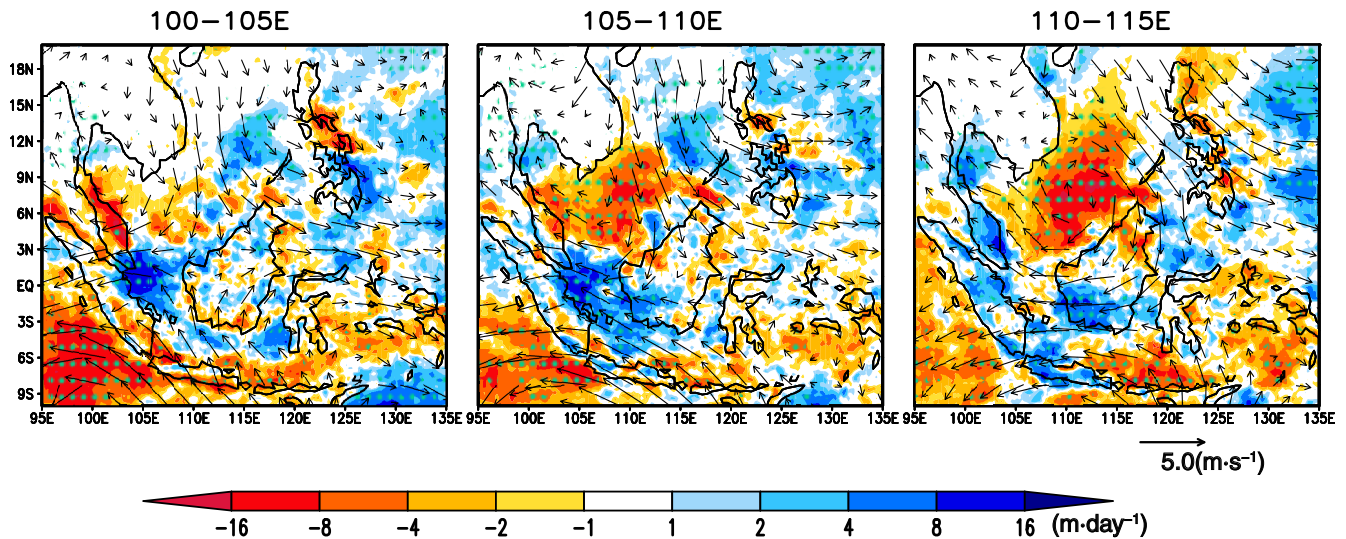 100−105E 105−110E 110−115E
18N
15N
12N
9N
6N
3N
EQ
3S
6S
9S
95E 100E 105E 110E 115E 120E 125E 130E 135E
95E 100E 105E 110E 115E 120E 125E 130E 135E
95E 100E 105E 110E 115E 120E 125E 130E 135E
5.0(m·s⁻¹)
−16 −8 −4 −2 −1 1 2 4 8 16 (m·day⁻¹)